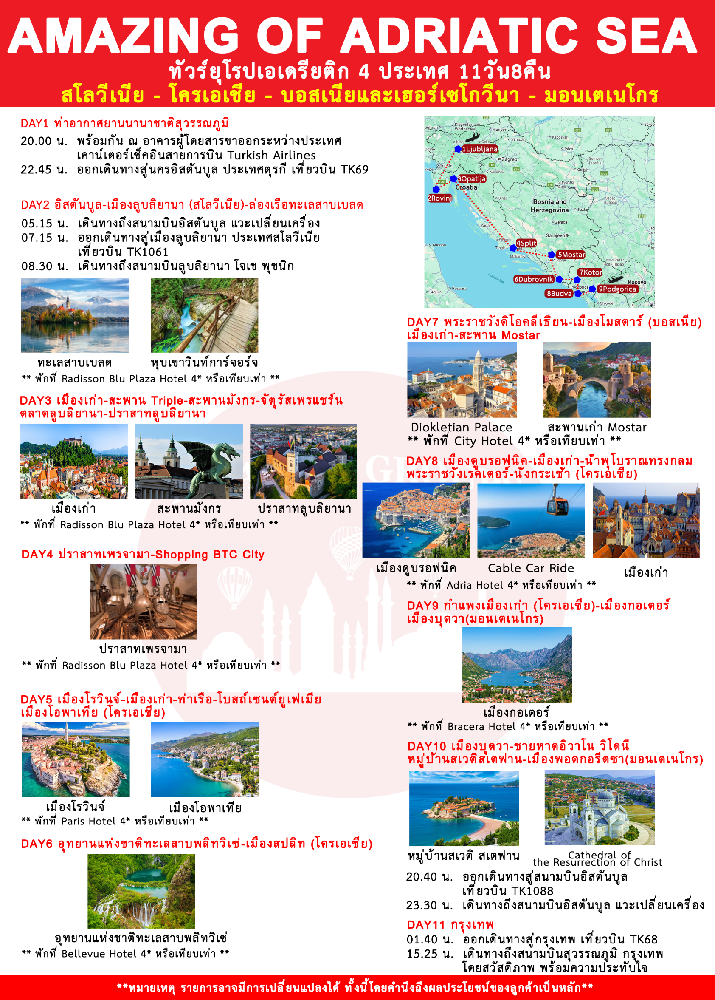 AMAZING OF ADRIATIC SEA
ทัวร์ยุโรปเอเดรียติก 4 ประเทศ 11วัน8คืน
สโลวีเนีย - โครเอเชีย - บอสเนียและเฮอร์เซโกวีนา - มอนเตเนโกร
DAY1 ท่าอากาศยานนานาชาติสุวรรณภูมิ
20.00 น. พร้อมกัน ณ อาคารผู้โดยสารขาออกระหว่างประเทศ
เคาน์เตอร์เช็คอินสายการบิน Turkish Airlines
22.45 น. ออกเดินทางสู่นครอิสตันบูล ประเทศตุรกี เที่ยวบิน TK69
DAY2 อิสตันบูล-เมืองลูบลิยานา (สโลวีเนีย)-ล่องเรือทะเลสาบเบลด
05.15 น. เดินทางถึงสนามบินอิสตันบูล แวะเปลี่ยนเครื่อง
07.15 น. ออกเดินทางสู่เมืองลูบลิยานา ประเทศสโลวีเนีย
เที่ยวบิน TK1061
08.30 น. เดินทางถึงสนามบินลูบลิยานา โจเช พุชนิก
ทะเลสาบเบลด
หุบเขาวินท์การ์จอร์จ
** พักที่ Radisson Blu Plaza Hotel 4* หรือเทียบเท่า **
DAY3 เมืองเก่า-สะพาน Triple-สะพานมังกร-จัตุรัสเพรแชร์น
ตลาดลูบลิยานา-ปราสาทลูบลิยานา
เมืองเก่า
สะพานมังกร
ปราสาทลูบลิยานา
** พักที่ Radisson Blu Plaza Hotel 4* หรือเทียบเท่า **
DAY4 ปราสาทเพรจามา-Shopping BTC City
ปราสาทเพรจามา
** พักที่ Radisson Blu Plaza Hotel 4* หรือเทียบเท่า **
DAY5 เมืองโรวินจ์-เมืองเก่า-ท่าเรือ-โบสถ์เซนต์ยูเฟเมีย
เมืองโอพาเทีย (โครเอเชีย)
เมืองโรวินจ์
เมืองโอพาเทีย
** พักที่ Paris Hotel 4* หรือเทียบเท่า **
DAY6 อุทยานแห่งชาติทะเลสาบพลิทวิเซ่-เมืองสปลิท (โครเอเชีย)
อุทยานแห่งชาติทะเลสาบพลิทวิเซ่
** พักที่ Bellevue Hotel 4* หรือเทียบเท่า **
Villach
Klagenfurt am
Wörthersee
Maribor
Kranj
Celje
Varaždin
Kaposvar
Békés
Udine
1Ljubljana
Pécs
Zagreb
Trieste
Koper
Karlovac
Sombor
Сомбор
Osijek
3Opatija
Croatia
Slavonski
Brod
2Rovinj
Bihać
Bosnia and
Herzegovina
Tuzla
Sabac
Шабац
Zenica
Zadar
Sarajevo
Ancona
Šibenik
Trogir
4Split
5Mostar
Makarska
Međugorje
Novi Pazar
Нови Пазар
7Kotor
6Dubrovnik
Adriatic Sea
Pescara
L'Aquila
Kosovo
Podgorica
9Podgorica
8Budva
Shkodër
DAY7 พระราชวังดิโอคลีเธียน-เมืองโมสตาร์ (บอสเนีย)
เมืองเก่า-สะพาน Mostar
Diokletian Palace
สะพานเก่า Mostar
** พักที่ City Hotel 4* หรือเทียบเท่า **
DAY8 เมืองดูบรอฟนิค-เมืองเก่า-น้ำพุโบราณทรงกลม
พระราชวังเรคเตอร์-นั่งกระเช้า (โครเอเชีย)
เมืองดูบรอฟนิค
Cable Car Ride
เมืองเก่า
** พักที่ Adria Hotel 4* หรือเทียบเท่า **
DAY9 กำแพงเมืองเก่า (โครเอเชีย)-เมืองกอเตอร์
เมืองบุดวา(มอนเตเนโกร)
เมืองกอเตอร์
** พักที่ Bracera Hotel 4* หรือเทียบเท่า **
DAY10 เมืองบุดวา-ชายหาดอิวาโน วิโดนี
หมู่บ้านสเวติสเตฟาน-เมืองพอดกอรีตซา(มอนเตเนโกร)
หมู่บ้านสเวติ สเตฟาน
Cathedral of
the Resurrection of Christ
20.40 น. ออกเดินทางสู่สนามบินอิสตันบูล
เที่ยวบิน TK1088
23.30 น. เดินทางถึงสนามบินอิสตันบูล แวะเปลี่ยนเครื่อง
DAY11 กรุงเทพ
01.40 น. ออกเดินทางสู่กรุงเทพ เที่ยวบิน TK68
15.25 น. เดินทางถึงสนามบินสุวรรณภูมิ กรุงเทพ
โดยสวัสดิภาพ พร้อมความประทับใจ
**หมายเหตุ รายการอาจมีการเปลี่ยนแปลงได้ ทั้งนี้โดยคำนึงถึงผลประโยชน์ของลูกค้าเป็นหลัก**